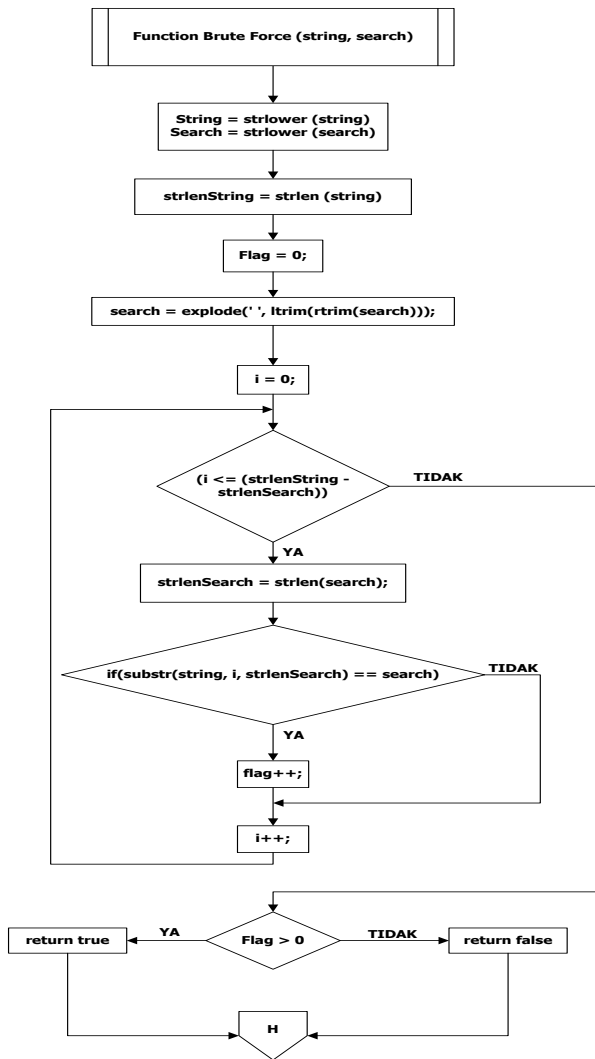 Function Brute Force (string, search)
String = strlower (string)
Search = strlower (search)
strlenString = strlen (string)
Flag = 0;
search = explode(' ', ltrim(rtrim(search)));
i = 0;
(i <= (strlenString -
strlenSearch))
TIDAK
YA
strlenSearch = strlen(search);
if(substr(string, i, strlenSearch) == search)
TIDAK
YA
flag++;
i++;
return true
YA
Flag > 0
TIDAK
return false
H